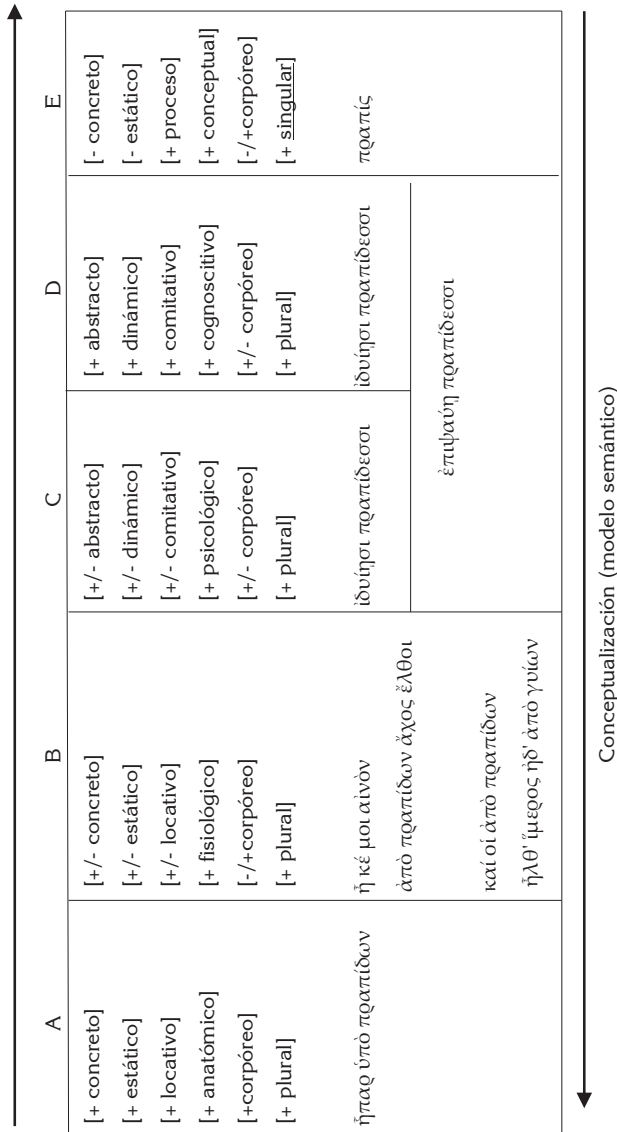 A
[+ concreto]
[+ estático]
[+ locativo]
[+ anatómico]
[+corpóreo]
[+ plural]
ἧπαρ ὑπὸ πραπίδων
B
[+/- concreto]
[+/- estático]
[+/- locativo]
[+ fisiológico]
[-/+corpóreo]
[+ plural]
ἦ κέ μοι αἰνὸν
ἀπὸ πραπίδων ἄχος ἔλθοι
καί οἱ ἀπὸ πραπίδων
ἦλθ' ἵμερος ἠδ' ἀπὸ γυίων
C
[+/- abstracto]
[+/- dinámico]
[+/- comitativo]
[+ psicológico]
[+/- corpóreo]
[+ plural]
ἰδυίῃσι πραπίδεσσι
D
[+ abstracto]
[+ dinámico]
[+ comitativo]
[+ cognoscitivo]
[+/- corpóreo]
[+ plural]
ἰδυίῃσι πραπίδεσσι
ἐπιψαύῃ πραπίδεσσι
E
[- concreto]
[- estático]
[+ proceso]
[+ conceptual]
[-/+corpóreo]
[+ singular]
πραπίς
Conceptualización (modelo semántico)